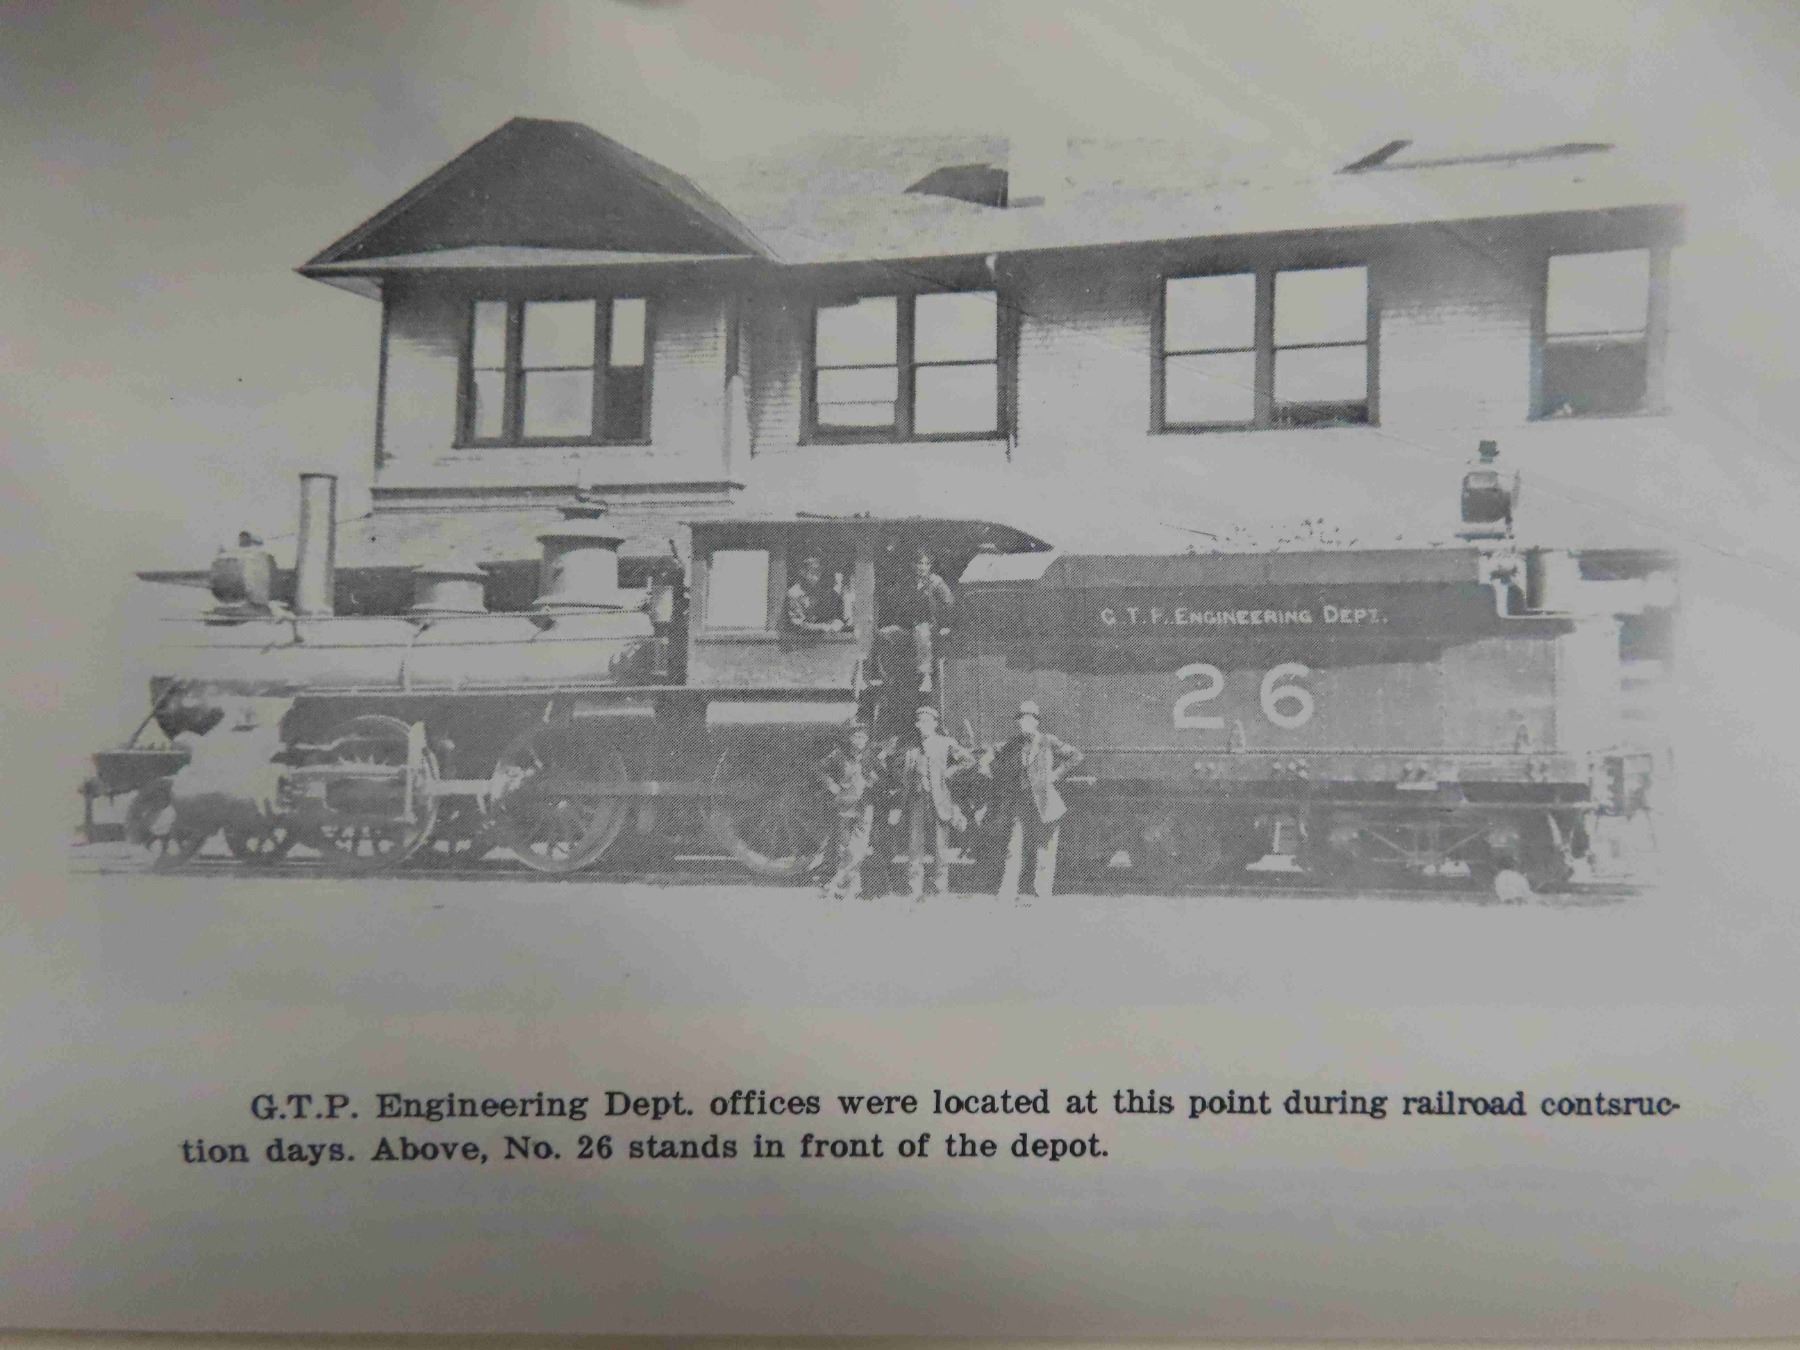 G. T. P. ENGINEERING DEPT.
26
G.T.P. Engineering Dept. offices were located at this point during railroad contsruc-
tion days. Above, No. 26 stands in front of the depot.